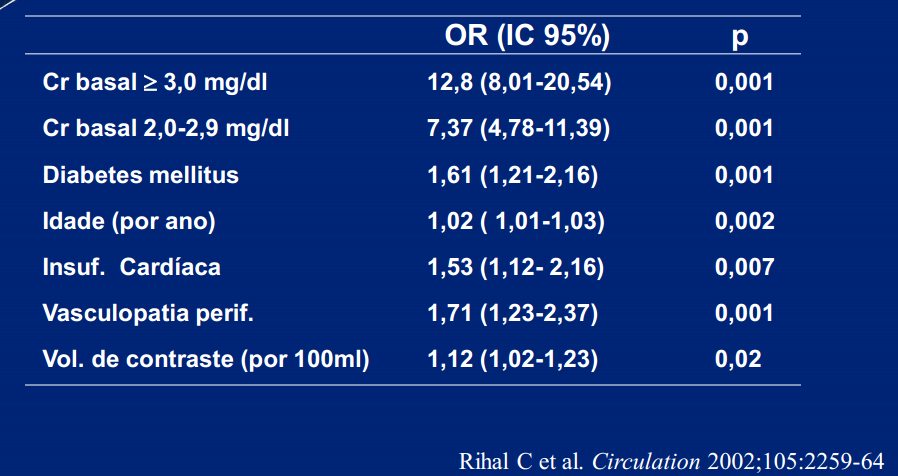 OR (IC 95%) p
Cr basal ≥ 3,0 mg/dl 12,8 (8,01-20,54) 0,001
Cr basal 2,0-2,9 mg/dl 7,37 (4,78-11,39) 0,001
Diabetes mellitus 1,61 (1,21-2,16) 0,001
Idade (por ano) 1,02 ( 1,01-1,03) 0,002
Insuf. Cardíaca 1,53 (1,12- 2,16) 0,007
Vasculopatia perif. 1,71 (1,23-2,37) 0,001
Vol. de contraste (por 100ml) 1,12 (1,02-1,23) 0,02
Rihal C et al. Circulation 2002;105:2259-64